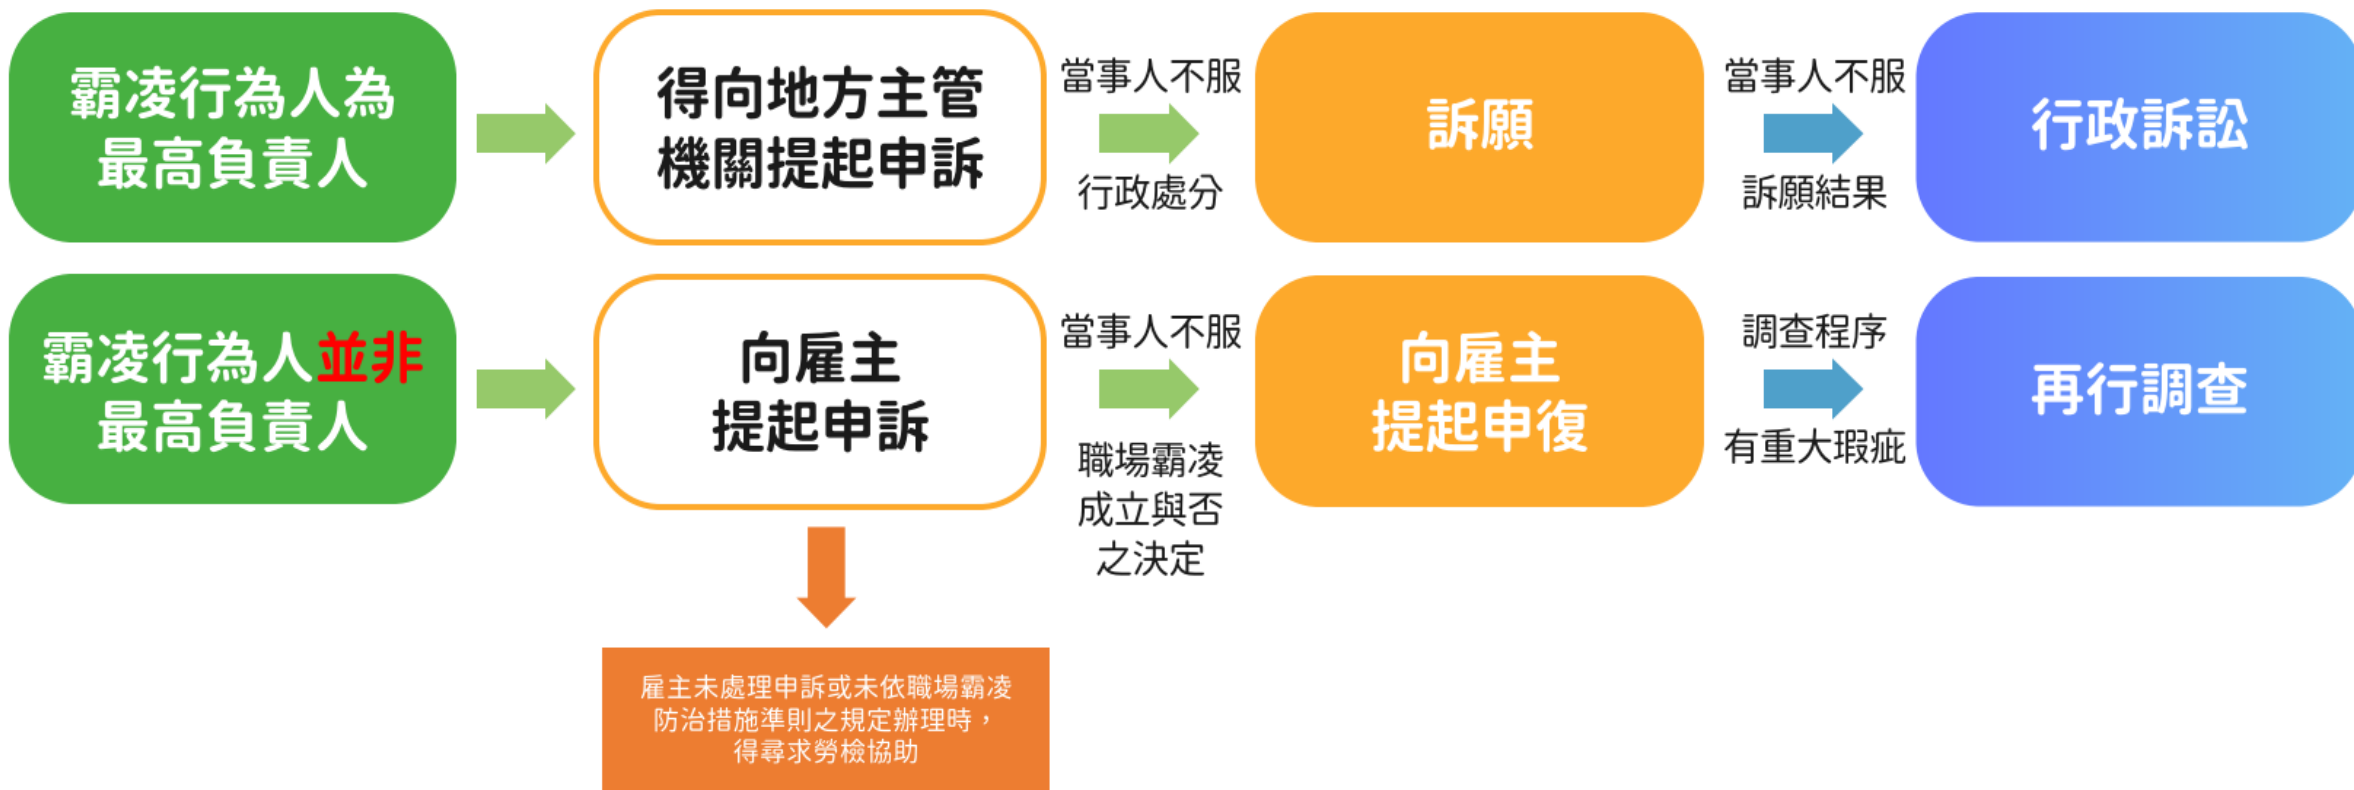 霸凌行為人為
最高負責人
得向地方主管
機關提起申訴
當事人不服
行政處分
訴願
當事人不服
訴願結果
行政訴訟
霸凌行為人並非
最高負責人
向雇主
提起申訴
當事人不服
職場霸凌
成立與否
之決定
向雇主
提起申復
調查程序
有重大瑕疵
再行調查
雇主未處理申訴或未依職場霸凌
防治措施準則之規定辦理時，
得尋求勞檢協助